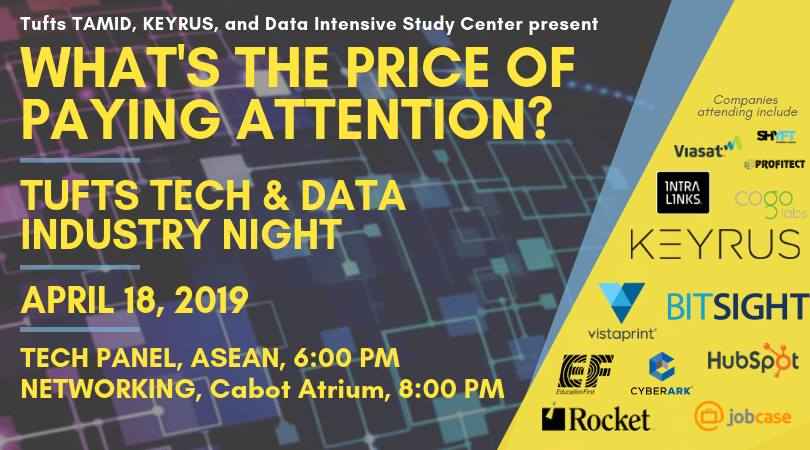 Tufts TAMID, KEYRUS, and Data Intensive Study Center present
WHAT'S THE PRICE OF
PAYING ATTENTION?
TUFTS TECH & DATA
INDUSTRY NIGHT
APRIL 18, 2019
TECH PANEL, ASEAN, 6:00 PM
NETWORKING, Cabot Atrium, 8:00 PM
Companies
attending include
SHYFT
Viasat
PROFITECT
INTRA
LINKS
cogo
labs
KEYRUS
vistaprint
BITSIGHT
EF
EducationFirst
CYBERARK
HubSpot
Rocket
jobcase